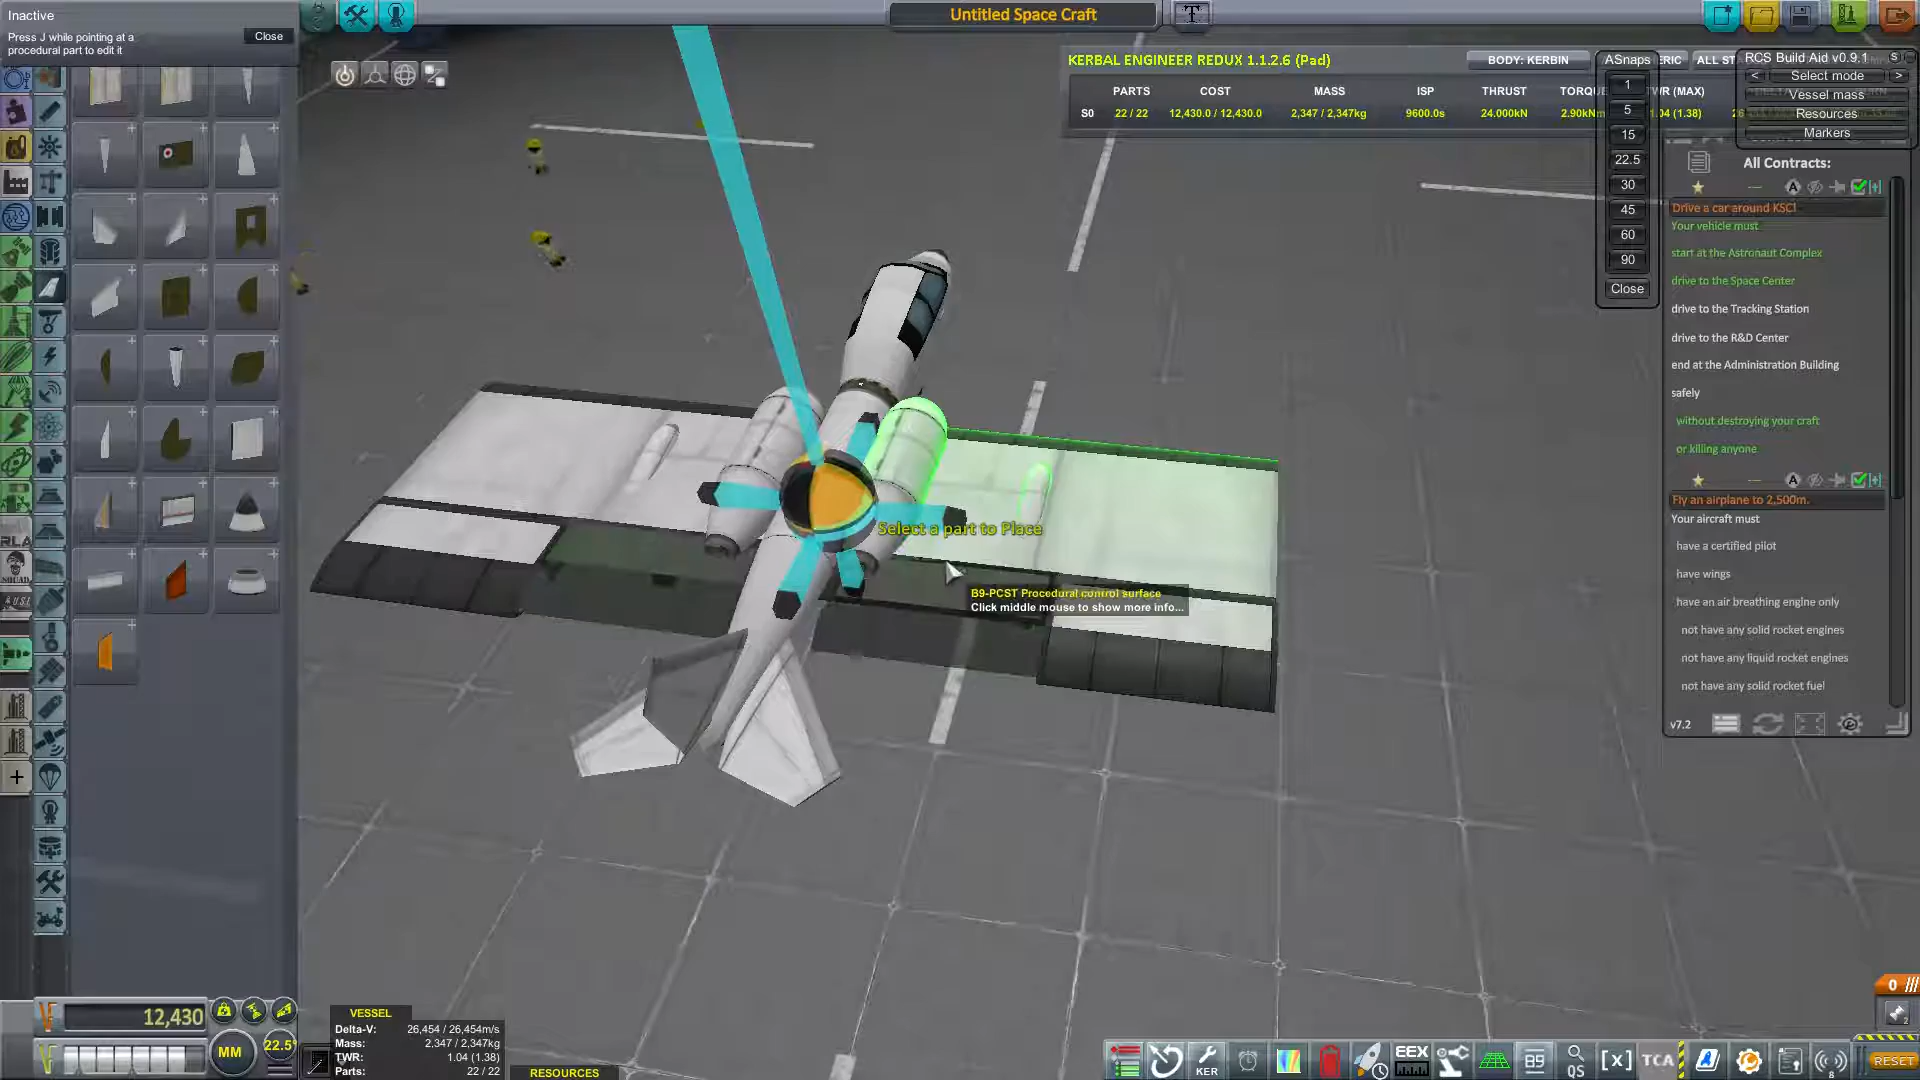 Inactive
Press J while pointing at a
procedural part to edit it
Close
Untitled Space Craft
T
KERBAL ENGINEER REDUX 1.1.2.6 (Pad)
BODY: KERBIN
PARTS COST MASS ISP THRUST
S0 22 / 22 12,430.0 / 12,430.0 2,347 / 2,347kg 9600.0s 24.000kN 2.90kNm
ASnaps
1
5
15
22.5
30
45
60
90
Close
RCS Build Aid v0.9.1
S
< Select mode >
Vessel mass
Resources
Markers
All Contracts:
Drive a car around KSC!
Your vehicle must
start at the Astronaut Complex
drive to the Space Center
drive to the Tracking Station
drive to the R&D Center
end at the Administration Building
safely
without destroying your craft
or killing anyone
Fly an airplane to 2,500m.
Your aircraft must
have a certified pilot
have wings
have an air breathing engine only
not have any solid rocket engines
not have any liquid rocket engines
not have any solid rocket fuel
v7.2
Select a part to Place
B9-PCST Procedural control surface
Click middle mouse to show more info...
12,430
MM
22.5°
VESSEL
Delta-V: 26,454 / 26,454m/s
Mass: 2,347 / 2,347kg
TWR: 1.04 (1.38)
Parts: 22 / 22
RESOURCES
KER
EEX
B9
QS
[x]
TCA
0
RESET